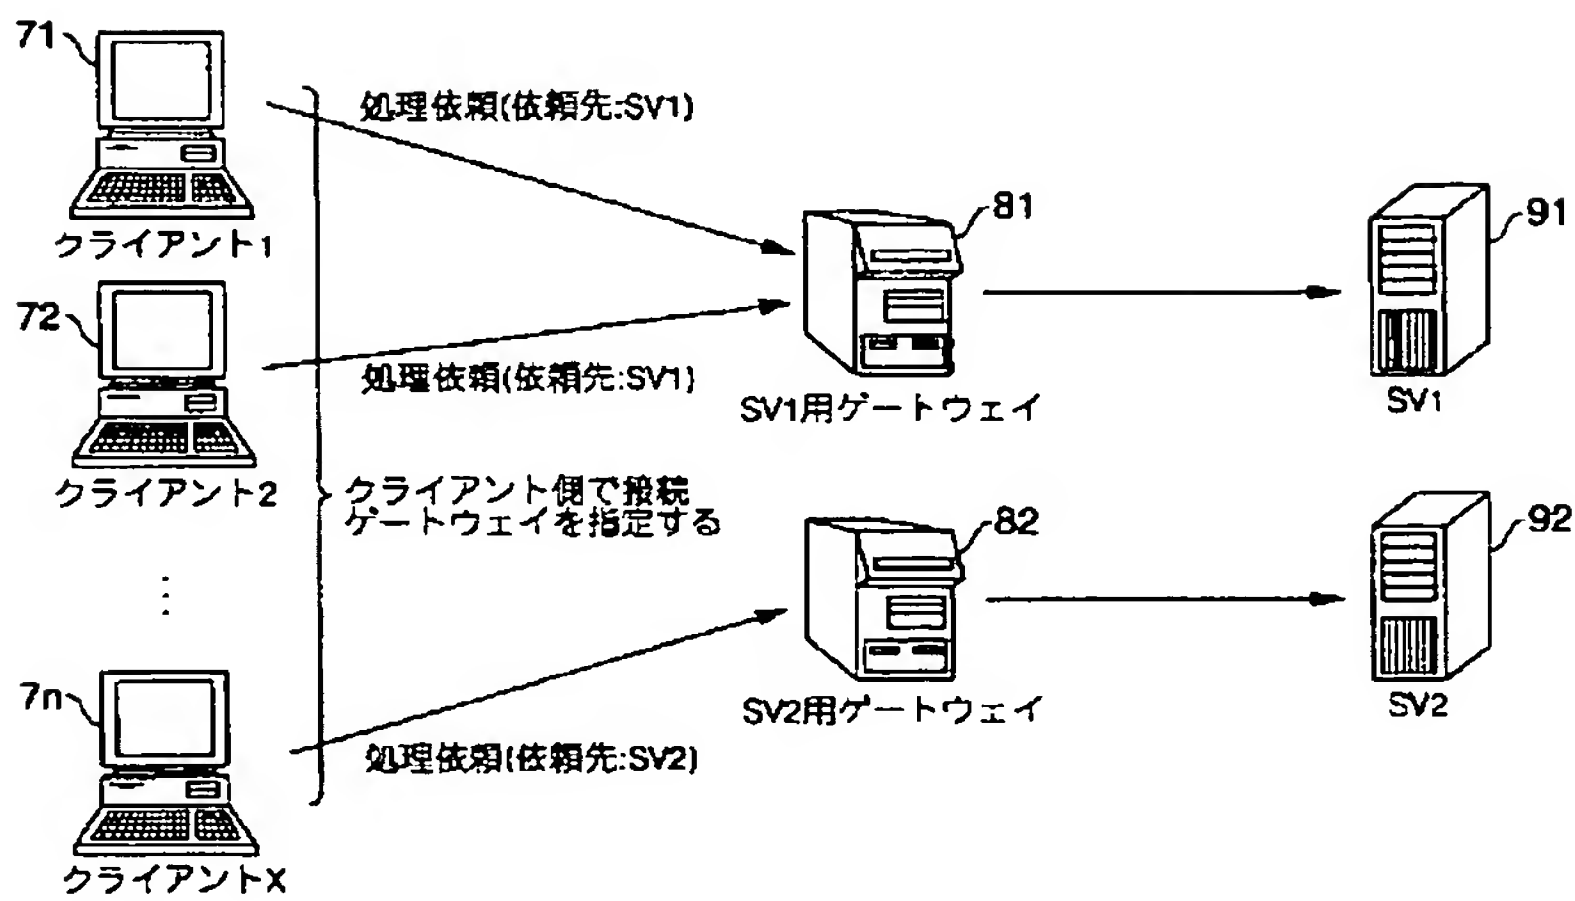 71
処理依頼(依頼先:SV1)
クライアント1
81
91
72
処理依頼(依頼先:SV1)
SV1用ゲートウェイ
SV1
クライアント2
クライアント側で接続
ゲートウェイを指定する
82
92
7n
処理依頼(依頼先:SV2)
SV2用ゲートウェイ
SV2
クライアントX